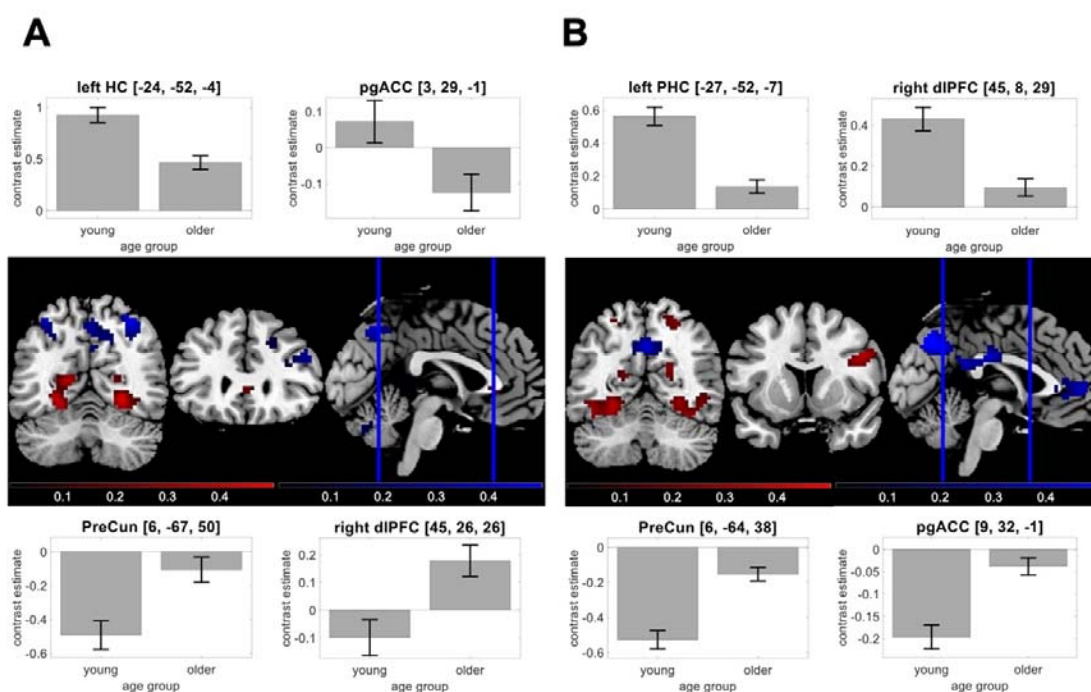 A
B
left HC [-24, -52, -4]
pgACC [3, 29, -1]
left PHC [-27, -52, -7]
right dlPFC [45, 8, 29]
contrast estimate
1
0.5
0
young
older
age group
contrast estimate
0.1
0
-0.1
young
older
age group
contrast estimate
0.6
0.4
0.2
0
young
older
age group
contrast estimate
0.4
0.2
0
young
older
age group
0.1 0.2 0.3 0.4
0.2 0.4
0.1 0.2 0.3 0.4
0.2 0.4
PreCun [6, -67, 50]
right dlPFC [45, 26, 26]
PreCun [6, -64, 38]
pgACC [9, 32, -1]
contrast estimate
0
-0.2
-0.4
-0.6
young
older
age group
contrast estimate
0.2
0.1
0
-0.1
young
older
age group
contrast estimate
0
-0.2
-0.4
-0.6
young
older
age group
contrast estimate
0
-0.05
-0.1
-0.15
-0.2
young
older
age group